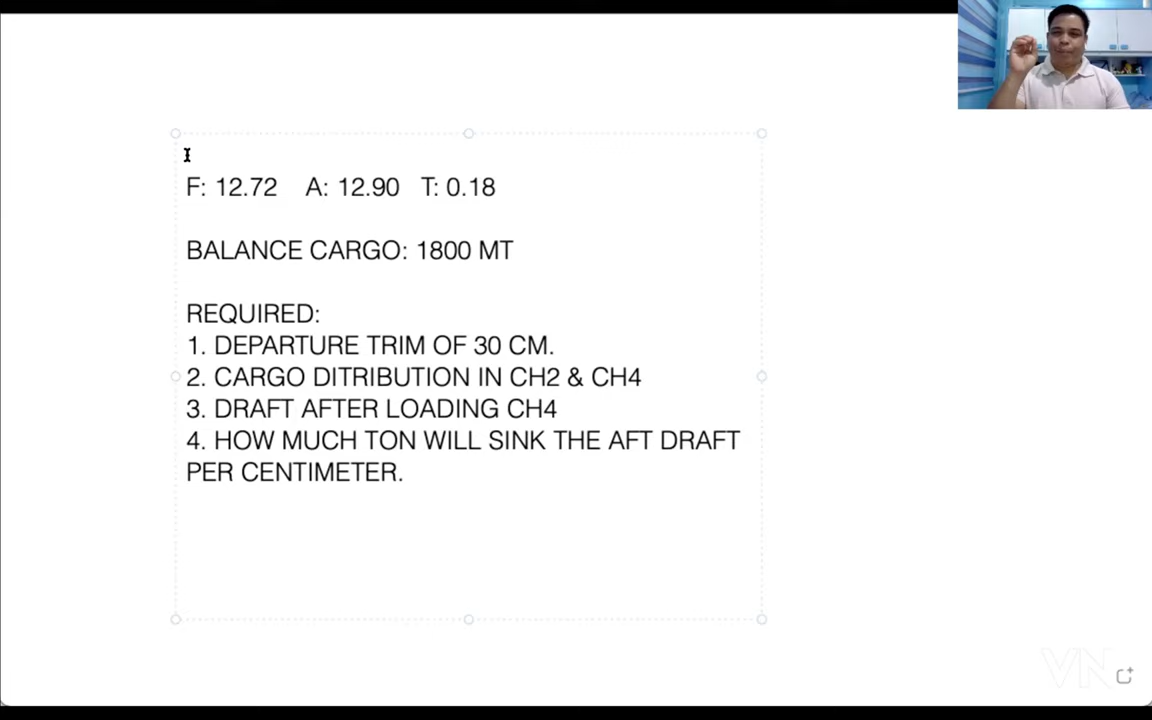 F: 12.72 A: 12.90 T: 0.18
BALANCE CARGO: 1800 MT
REQUIRED:
1. DEPARTURE TRIM OF 30 CM.
2. CARGO DITRIBUTION IN CH2 & CH4
3. DRAFT AFTER LOADING CH4
4. HOW MUCH TON WILL SINK THE AFT DRAFT
PER CENTIMETER.
VN